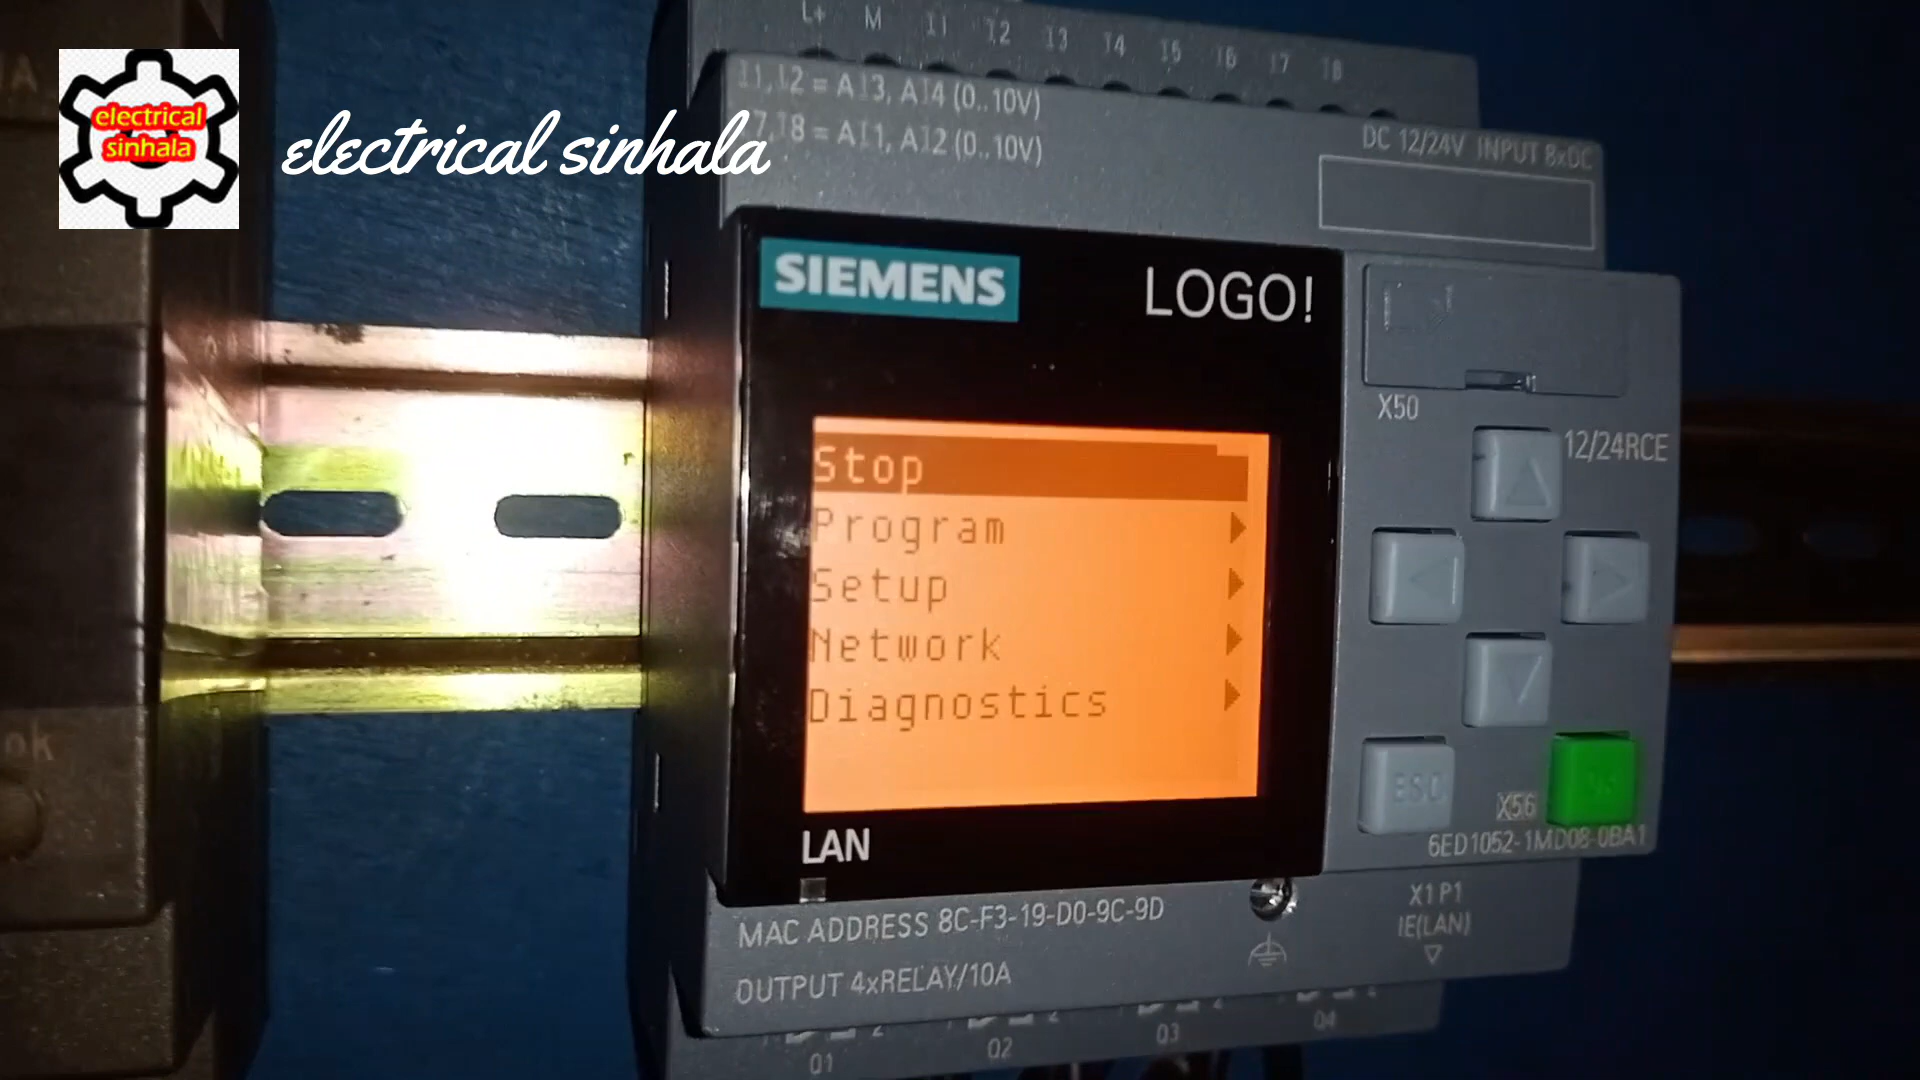 L+ M I1 I2 I3 I4 I5 I6 I7 I8
I1, I2 = AI3, AI4 (0..10V)
I7, I8 = AI1, AI2 (0..10V)
DC 12/24V INPUT 8xDC
electrical
sinhala
electrical sinhala
SIEMENS
LOGO!
X50
12/24RCE
Stop
Program
Setup
Network
Diagnostics
ok
ESC
OK
X56
6ED1052-1MD08-0BA1
LAN
MAC ADDRESS 8C-F3-19-D0-9C-9D
X1 P1
IE(LAN)
OUTPUT 4xRELAY/10A
Q1 Q2 Q3 Q4